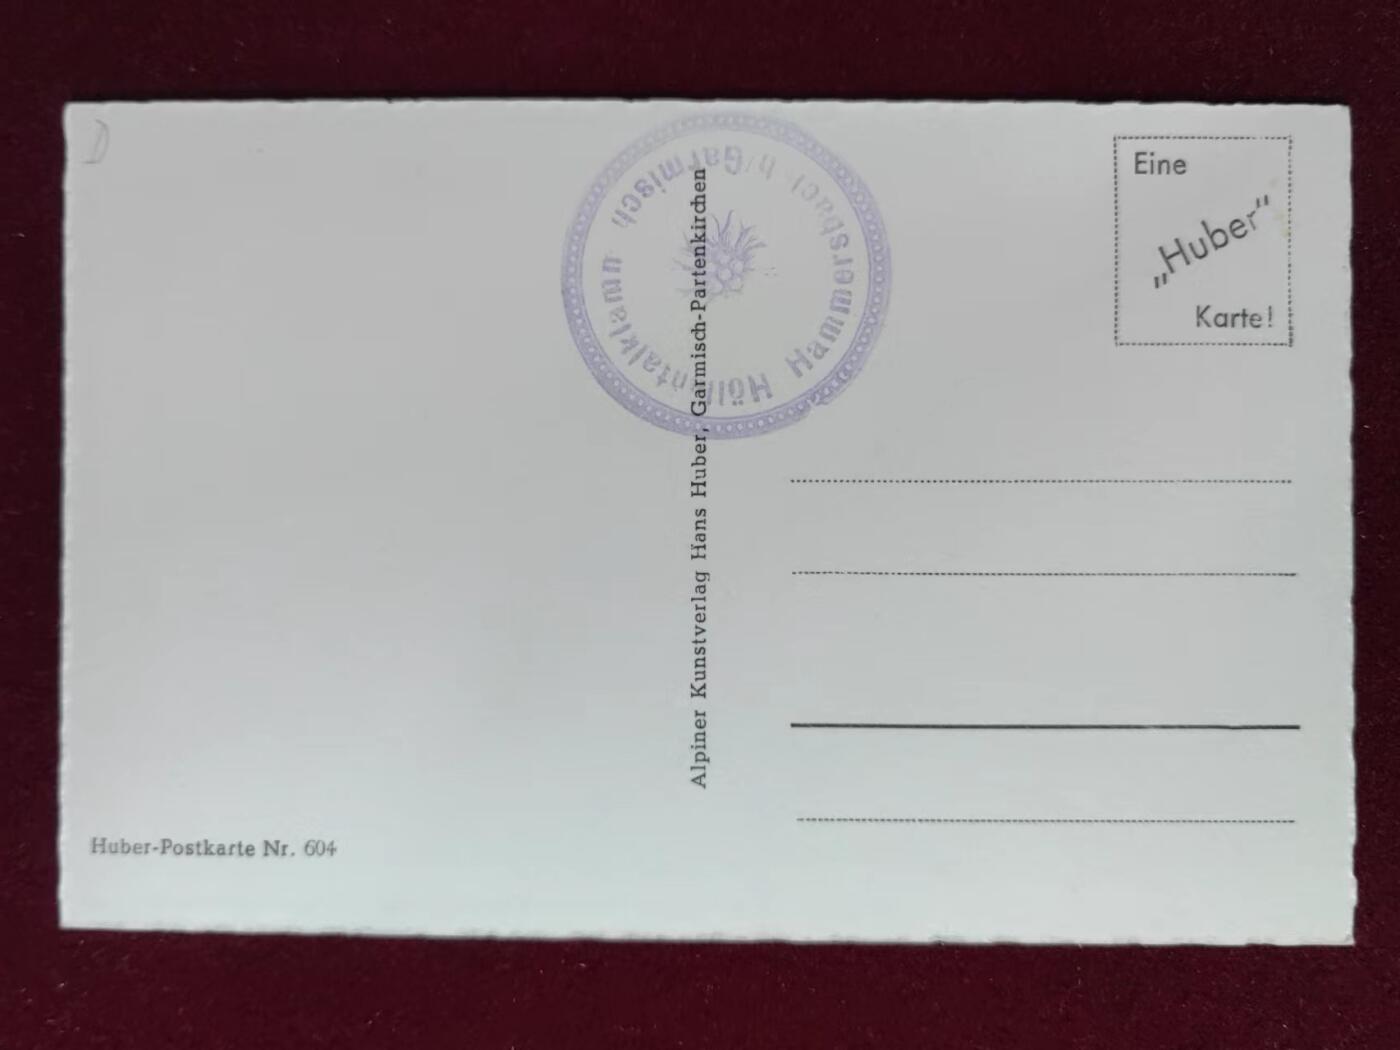 D
Höllentalklamm
Hammersbach b/Garmisch
Eine
„Huber“
Karte!
Alpiner Kunstverlag Hans Huber, Garmisch-Partenkirchen
Huber-Postkarte Nr. 604